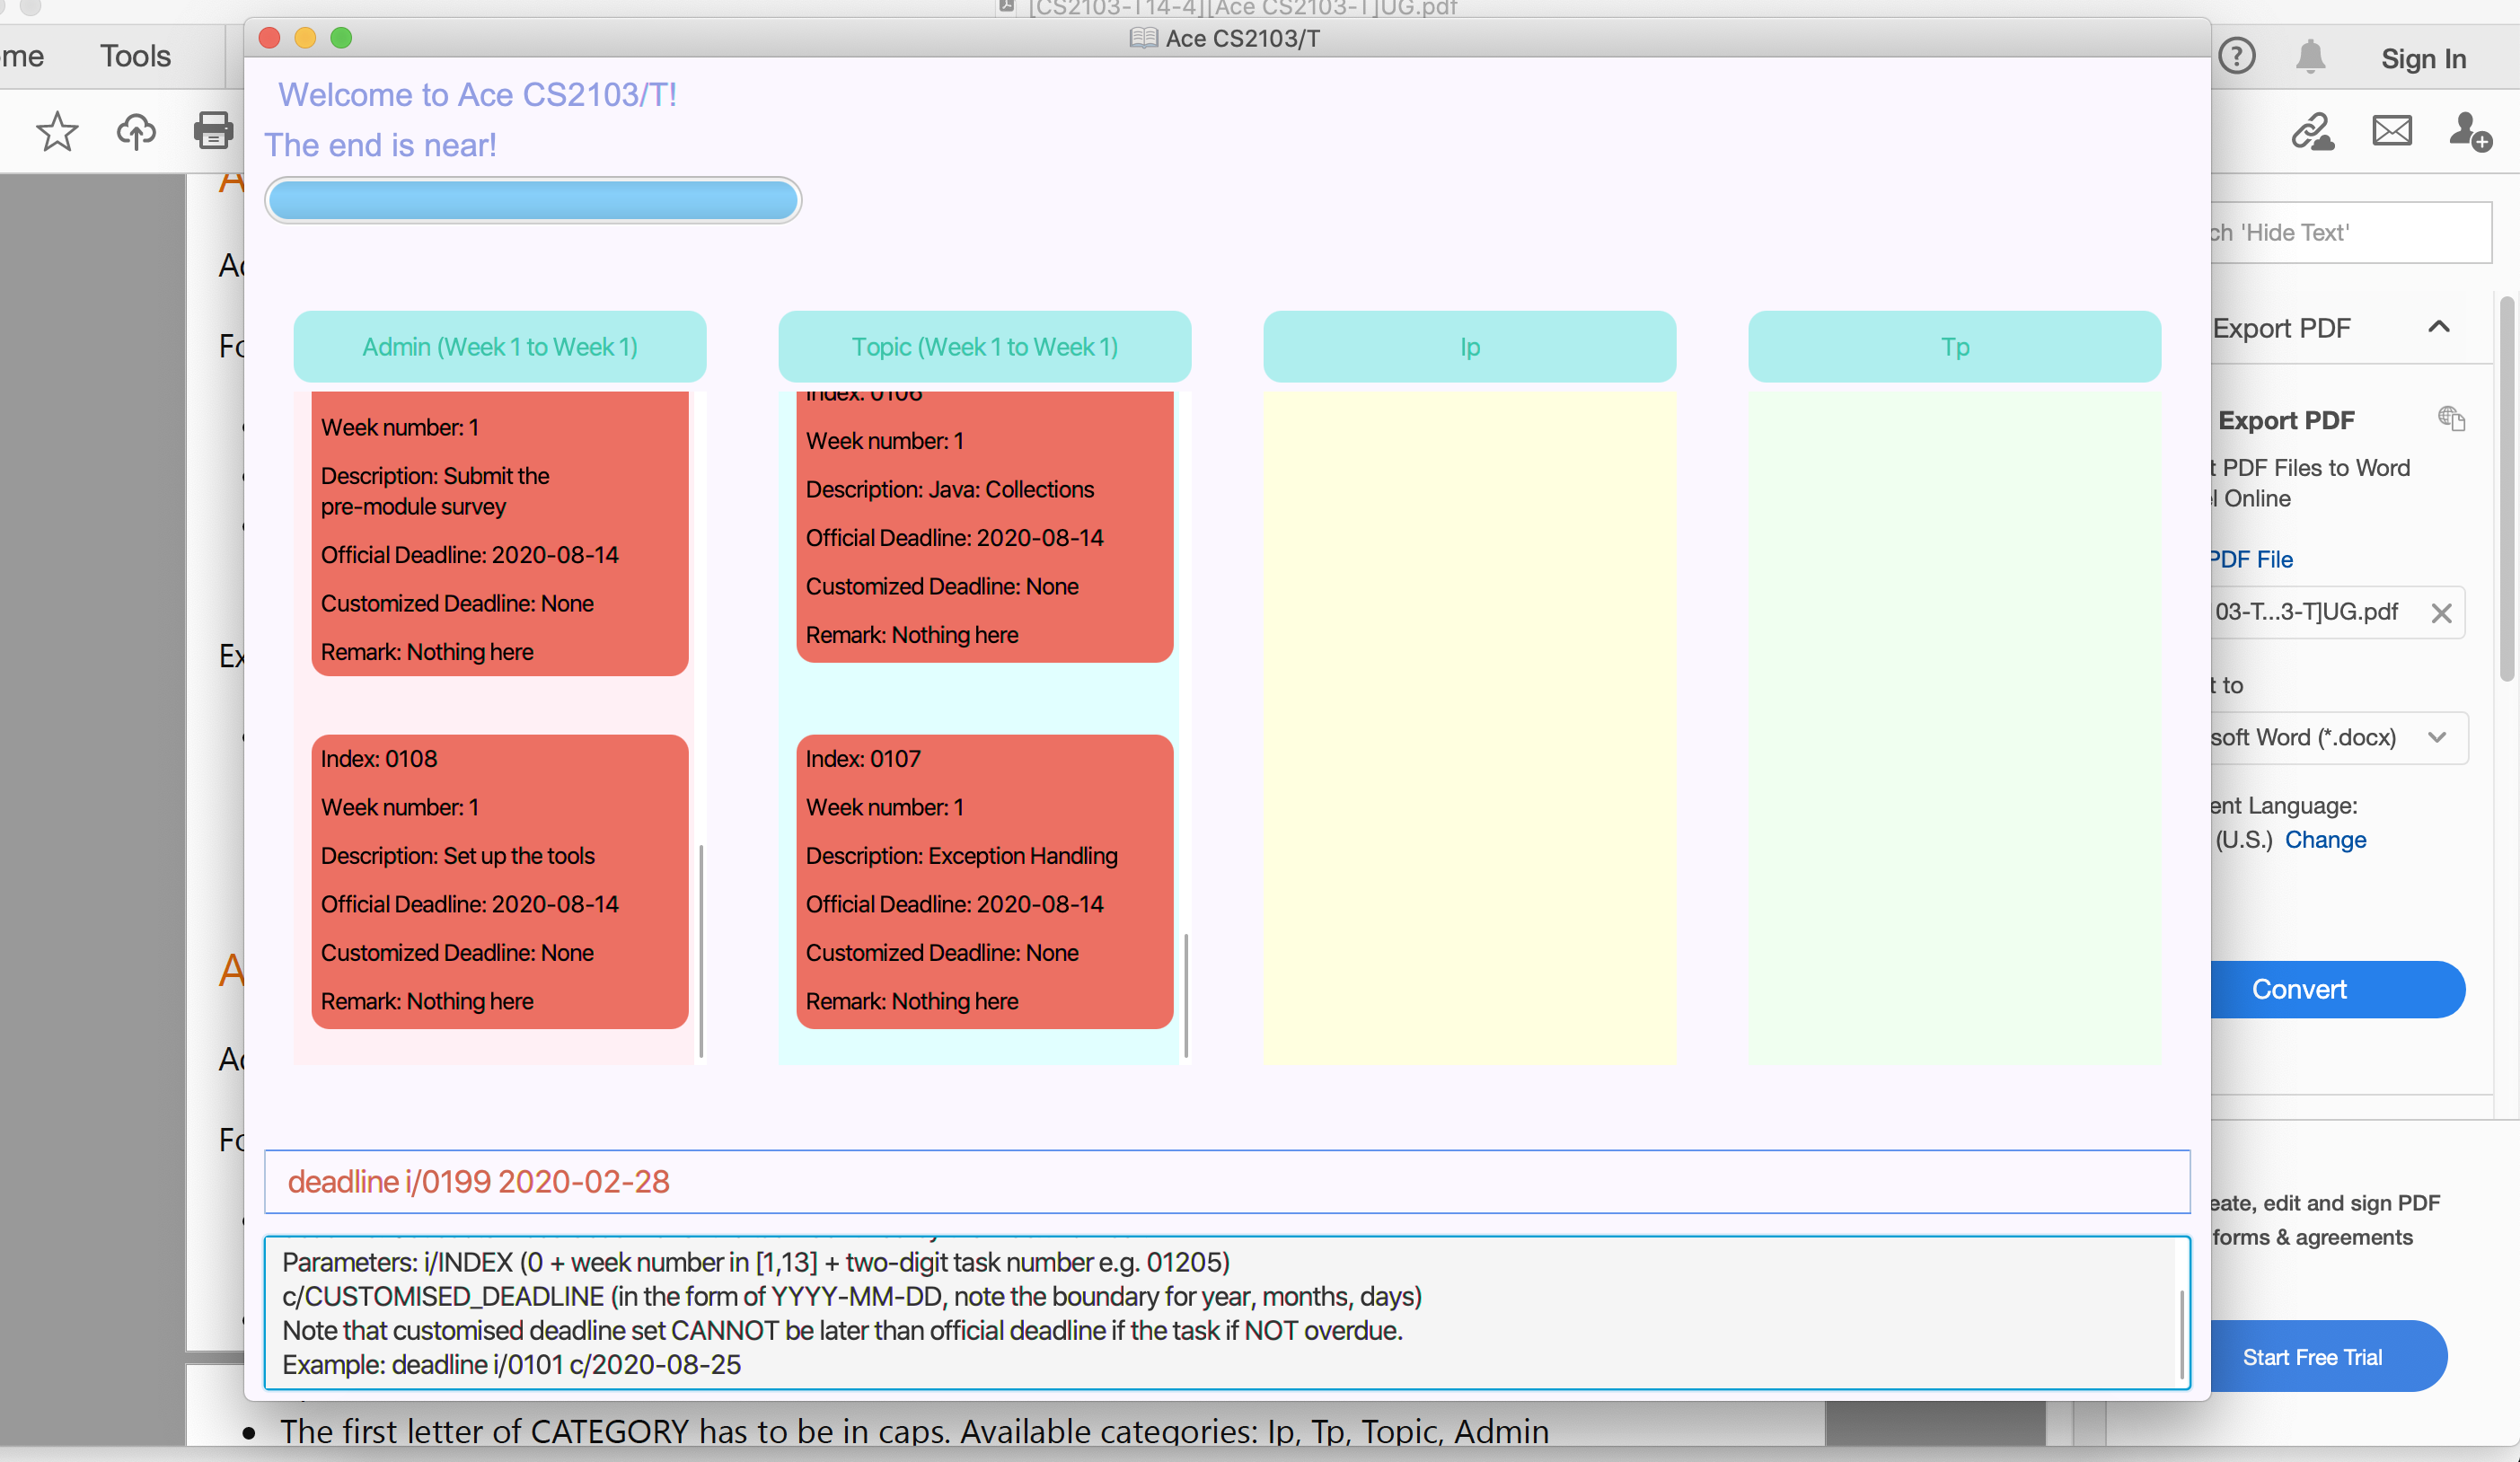 [CS2103-T14-4][Ace CS2103-T]UG.pdf
Ace CS2103/T
me
Tools
Sign In
Welcome to Ace CS2103/T!
The end is near!
ch 'Hide Text'
Admin (Week 1 to Week 1)
Topic (Week 1 to Week 1)
Ip
Tp
Week number: 1
Description: Submit the
pre-module survey
Official Deadline: 2020-08-14
Customized Deadline: None
Remark: Nothing here
Index: 0108
Week number: 1
Description: Set up the tools
Official Deadline: 2020-08-14
Customized Deadline: None
Remark: Nothing here
Index: 0106
Week number: 1
Description: Java: Collections
Official Deadline: 2020-08-14
Customized Deadline: None
Remark: Nothing here
Index: 0107
Week number: 1
Description: Exception Handling
Official Deadline: 2020-08-14
Customized Deadline: None
Remark: Nothing here
Export PDF
Export PDF
t PDF Files to Word
l Online
PDF File
03-T...3-T]UG.pdf
t to
soft Word (*.docx)
ent Language:
(U.S.) Change
Convert
eate, edit and sign PDF
forms & agreements
Start Free Trial
deadline i/0199 2020-02-28
Parameters: i/INDEX (0 + week number in [1,13] + two-digit task number e.g. 01205)
c/CUSTOMISED_DEADLINE (in the form of YYYY-MM-DD, note the boundary for year, months, days)
Note that customised deadline set CANNOT be later than official deadline if the task if NOT overdue.
Example: deadline i/0101 c/2020-08-25
• The first letter of CATEGORY has to be in caps. Available categories: Ip, Tp, Topic, Admin